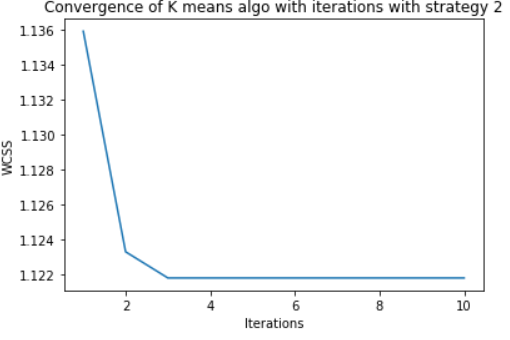 Convergence of K means algo with iterations with strategy 2
1.136
1.134
1.132
1.130
1.128
1.126
1.124
1.122
WCSS
2 4 6 8 10
Iterations